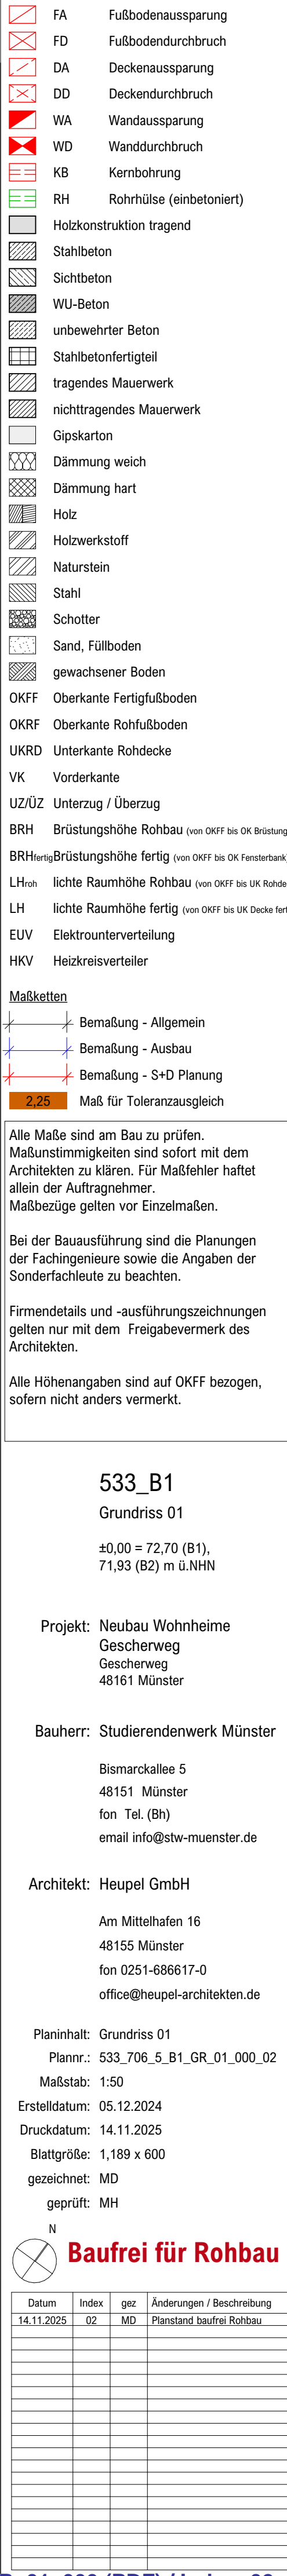 FA Fußbodenaussparung
FD Fußbodendurchbruch
DA Deckenaussparung
DD Deckendurchbruch
WA Wandaussparung
WD Wanddurchbruch
KB Kernbohrung
RH Rohrhülse (einbetoniert)
Holzkonstruktion tragend
Stahlbeton
Sichtbeton
WU-Beton
unbewehrter Beton
Stahlbetonfertigteil
tragendes Mauerwerk
nichttragendes Mauerwerk
Gipskarton
Dämmung weich
Dämmung hart
Holz
Holzwerkstoff
Naturstein
Stahl
Schotter
Sand, Füllboden
gewachsener Boden
OKFF Oberkante Fertigfußboden
OKRF Oberkante Rohfußboden
UKRD Unterkante Rohdecke
VK Vorderkante
UZ/ÜZ Unterzug / Überzug
BRH Brüstungshöhe Rohbau (von OKFF bis OK Brüstung
BRHfertig Brüstungshöhe fertig (von OKFF bis OK Fensterbank)
LHroh lichte Raumhöhe Rohbau (von OKFF bis UK Rohde
LH lichte Raumhöhe fertig (von OKFF bis UK Decke fert
EUV Elektrounterverteilung
HKV Heizkreisverteiler
Maßketten
Bemaßung - Allgemein
Bemaßung - Ausbau
Bemaßung - S+D Planung
2,25 Maß für Toleranzausgleich
Alle Maße sind am Bau zu prüfen.
Maßunstimmigkeiten sind sofort mit dem
Architekten zu klären. Für Maßfehler haftet
allein der Auftragnehmer.
Maßbezüge gelten vor Einzelmaßen.
Bei der Bauausführung sind die Planungen
der Fachingenieure sowie die Angaben der
Sonderfachleute zu beachten.
Firmendetails und -ausführungszeichnungen
gelten nur mit dem Freigabevermerk des
Architekten.
Alle Höhenangaben sind auf OKFF bezogen,
sofern nicht anders vermerkt.
533_B1
Grundriss 01
±0,00 = 72,70 (B1),
71,93 (B2) m ü.NHN
Projekt: Neubau Wohnheime
Gescherweg
Gescherweg
48161 Münster
Bauherr: Studierendenwerk Münster
Bismarckallee 5
48151 Münster
fon Tel. (Bh)
email info@stw-muenster.de
Architekt: Heupel GmbH
Am Mittelhafen 16
48155 Münster
fon 0251-686617-0
office@heupel-architekten.de
Planinhalt: Grundriss 01
Plannr.: 533_706_5_B1_GR_01_000_02
Maßstab: 1:50
Erstelldatum: 05.12.2024
Druckdatum: 14.11.2025
Blattgröße: 1,189 x 600
gezeichnet: MD
geprüft: MH
N
Baufrei für Rohbau
Datum Index gez Änderungen / Beschreibung
14.11.2025 02 MD Planstand baufrei Rohbau